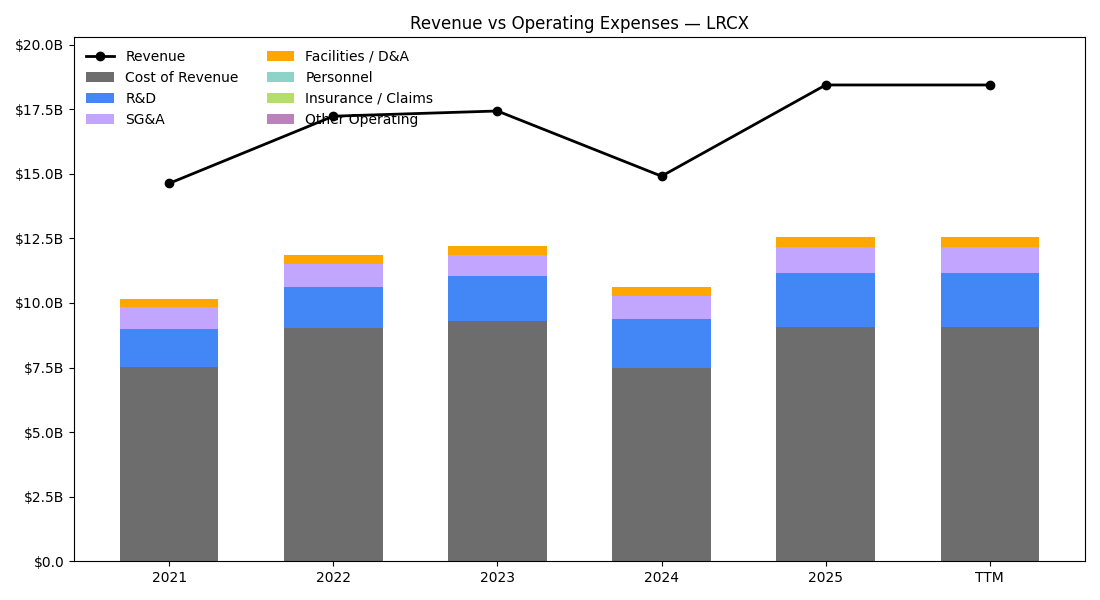 Revenue vs Operating Expenses — LRCX
$20.0B
$17.5B
$15.0B
$12.5B
$10.0B
$7.5B
$5.0B
$2.5B
$0.0
Revenue
Cost of Revenue
R&D
SG&A
Facilities / D&A
Personnel
Insurance / Claims
Other Operating
2021
2022
2023
2024
2025
TTM